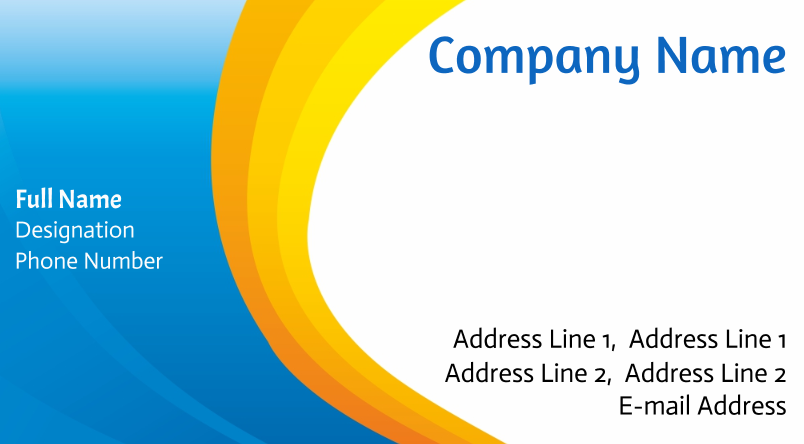 Company Name
Full Name
Designation
Phone Number
Address Line 1,  Address Line 1
Address Line 2,  Address Line 2
E-mail Address